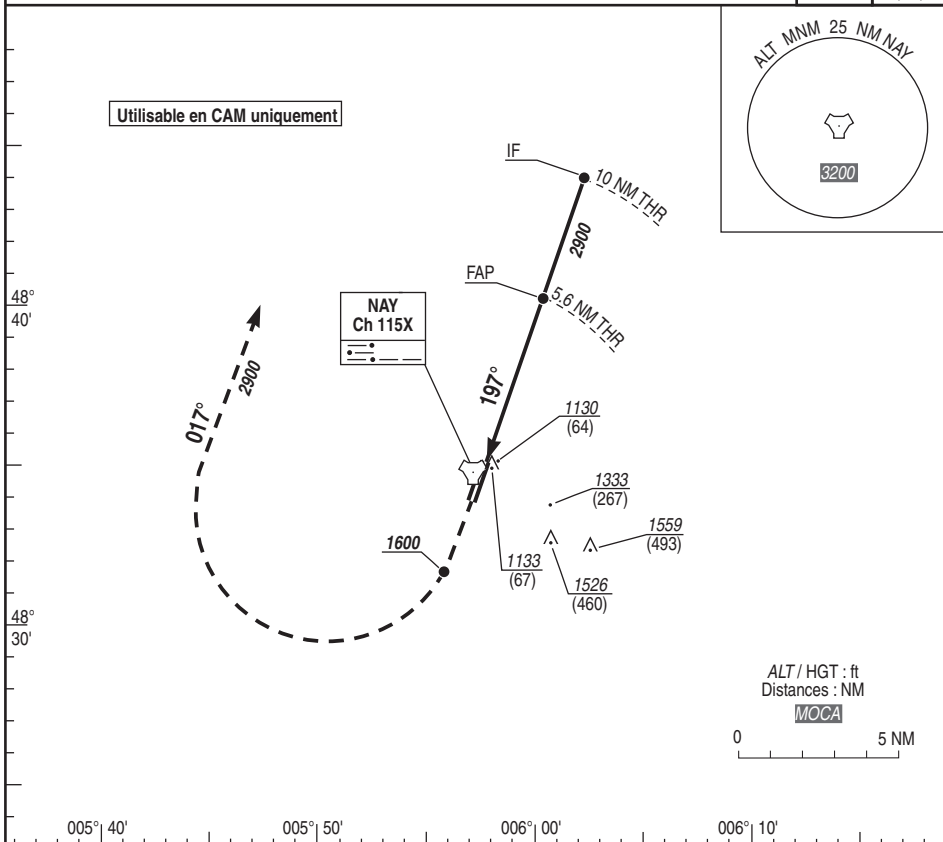 ALT MNM 25 NM NAY
3200
Utilisable en CAM uniquement
IF
10 NM THR
2900
FAP
5.6 NM THR
48°
40'
NAY
Ch 115X
197°
017°
2900
1130
(64)
1333
(267)
1559
(493)
1600
1133
(67)
1526
(460)
48°
30'
ALT / HGT : ft
Distances : NM
MOCA
0
5 NM
005° 40'
005° 50'
006° 00'
006° 10'